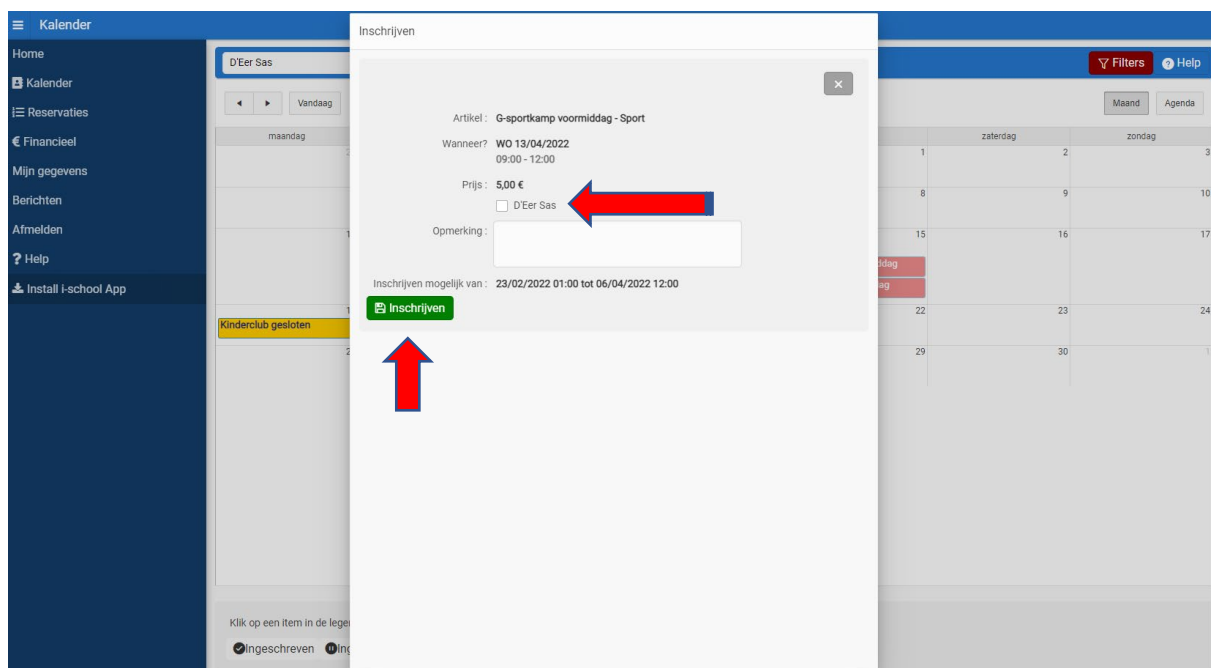 Kalender
Inschrijven
Home
Kalender
Reservaties
€ Financieel
Mijn gegevens
Berichten
Afmelden
? Help
Install i-school App
D'Eer Sas
Filters
Help
Vandaag
Maand
Agenda
maandag
zaterdag
zondag
1
2
3
8
9
10
15
16
17
22
23
24
29
30
1
Artikel : G-sportkamp voormiddag - Sport
Wanneer? WO 13/04/2022
09:00 - 12:00
Prijs : 5,00 €
D'Eer Sas
Opmerking :
Inschrijven mogelijk van : 23/02/2022 01:00 tot 06/04/2022 12:00
Inschrijven
Kinderclub gesloten
Klik op een item in de
Ingeschreven